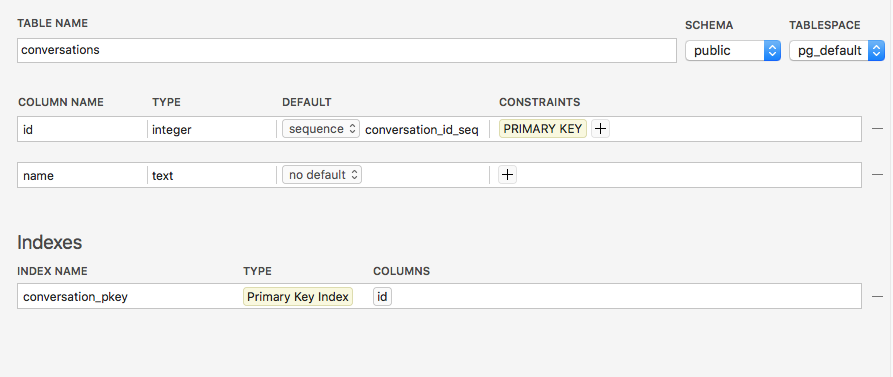 TABLE NAME SCHEMA TABLESPACE
conversations public pg_default
COLUMN NAME TYPE DEFAULT CONSTRAINTS
id integer sequence conversation_id_seq PRIMARY KEY +
name text no default +
Indexes
INDEX NAME TYPE COLUMNS
conversation_pkey Primary Key Index id